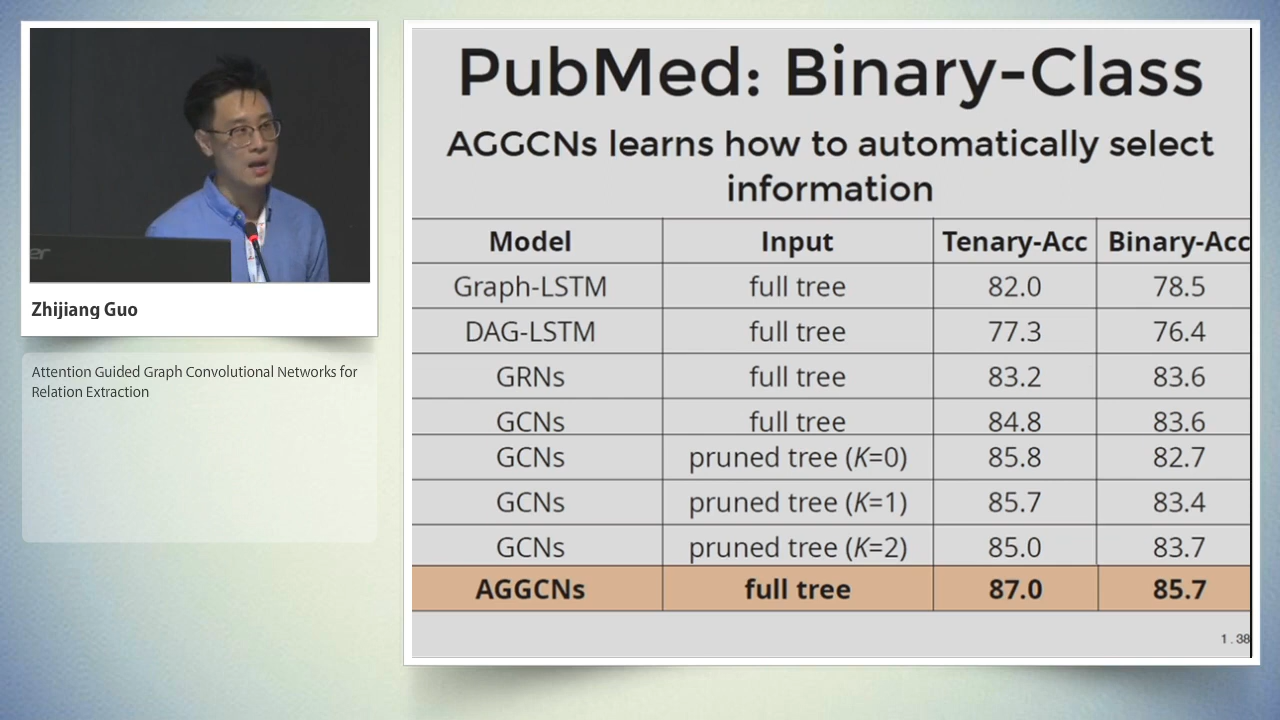 er
Zhijiang Guo
Attention Guided Graph Convolutional Networks for
Relation Extraction
PubMed: Binary-Class
AGGCNs learns how to automatically select
information
Model Input Tenary-Acc Binary-Acc
Graph-LSTM full tree 82.0 78.5
DAG-LSTM full tree 77.3 76.4
GRNs full tree 83.2 83.6
GCNs full tree 84.8 83.6
GCNs pruned tree (K=0) 85.8 82.7
GCNs pruned tree (K=1) 85.7 83.4
GCNs pruned tree (K=2) 85.0 83.7
AGGCNs full tree 87.0 85.7
1.38